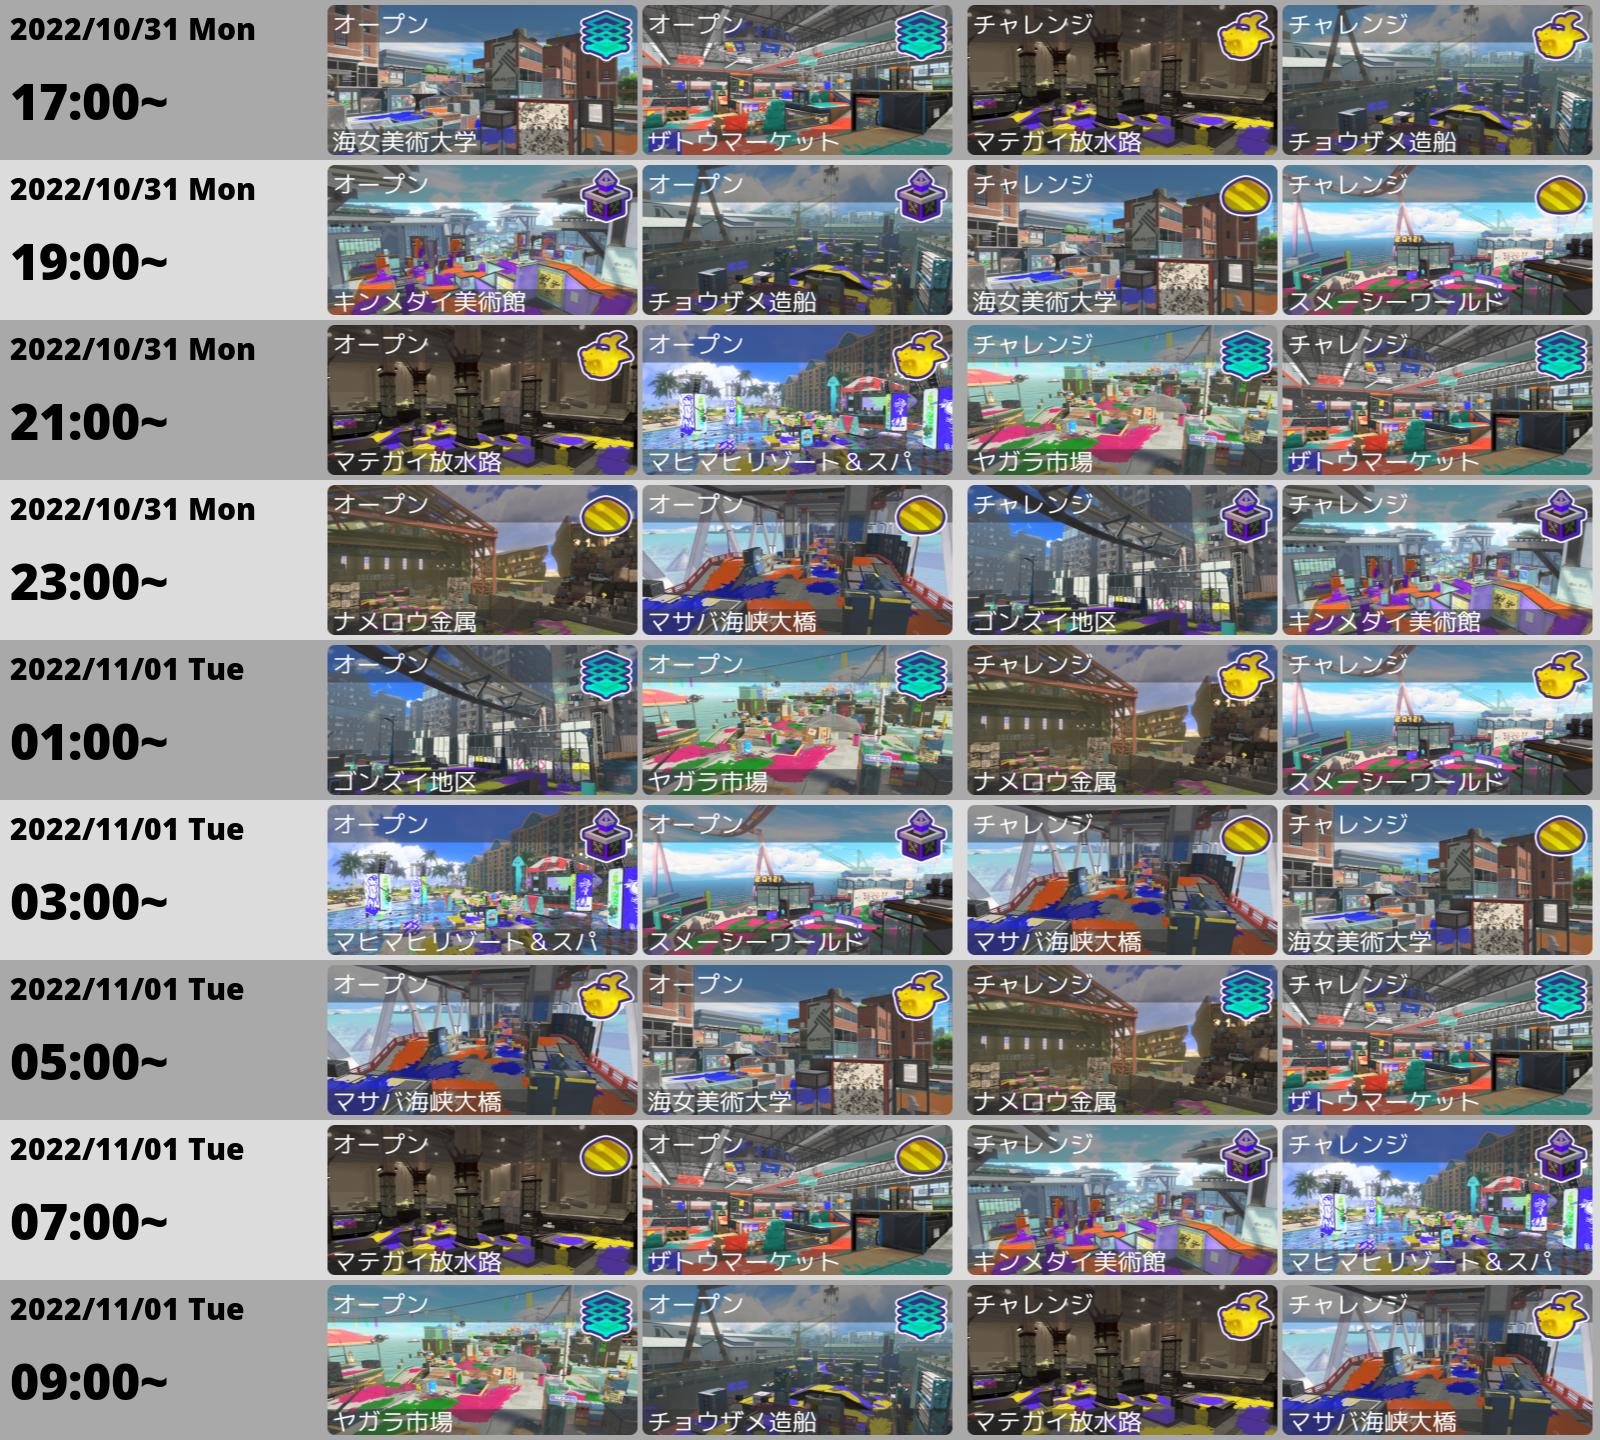 2022/10/31 Mon
17:00~
オープン
海女美術大学
オープン
ザトウマーケット
チャレンジ
マテガイ放水路
チャレンジ
チョウザメ造船
2022/10/31 Mon
19:00~
オープン
キンメダイ美術館
オープン
チョウザメ造船
チャレンジ
海女美術大学
チャレンジ
スメーシーワールド
2022/10/31 Mon
21:00~
オープン
マテガイ放水路
オープン
マヒマヒリゾート＆スパ
チャレンジ
ヤガラ市場
チャレンジ
ザトウマーケット
2022/10/31 Mon
23:00~
オープン
ナメロウ金属
オープン
マサバ海峡大橋
チャレンジ
ゴンズイ地区
チャレンジ
キンメダイ美術館
2022/11/01 Tue
01:00~
オープン
ゴンズイ地区
オープン
ヤガラ市場
チャレンジ
ナメロウ金属
チャレンジ
スメーシーワールド
2022/11/01 Tue
03:00~
オープン
マヒマヒリゾート＆スパ
オープン
スメーシーワールド
チャレンジ
マサバ海峡大橋
チャレンジ
海女美術大学
2022/11/01 Tue
05:00~
オープン
マサバ海峡大橋
オープン
海女美術大学
チャレンジ
ナメロウ金属
チャレンジ
ザトウマーケット
2022/11/01 Tue
07:00~
オープン
マテガイ放水路
オープン
ザトウマーケット
チャレンジ
キンメダイ美術館
チャレンジ
マヒマヒリゾート＆スパ
2022/11/01 Tue
09:00~
オープン
ヤガラ市場
オープン
チョウザメ造船
チャレンジ
マテガイ放水路
チャレンジ
マサバ海峡大橋